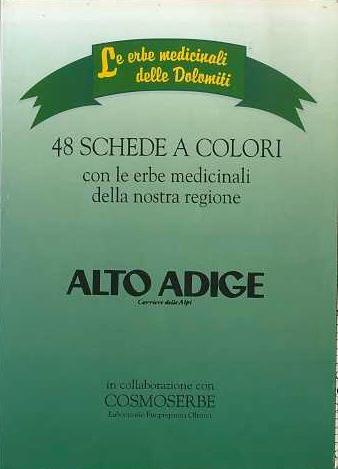 Le erbe medicinali
delle Dolomiti
48 SCHEDE A COLORI
con le erbe medicinali
della nostra regione
ALTO ADIGE
Corriere delle Alpi
in collaborazione con
COSMOSERBE
Laboratorio